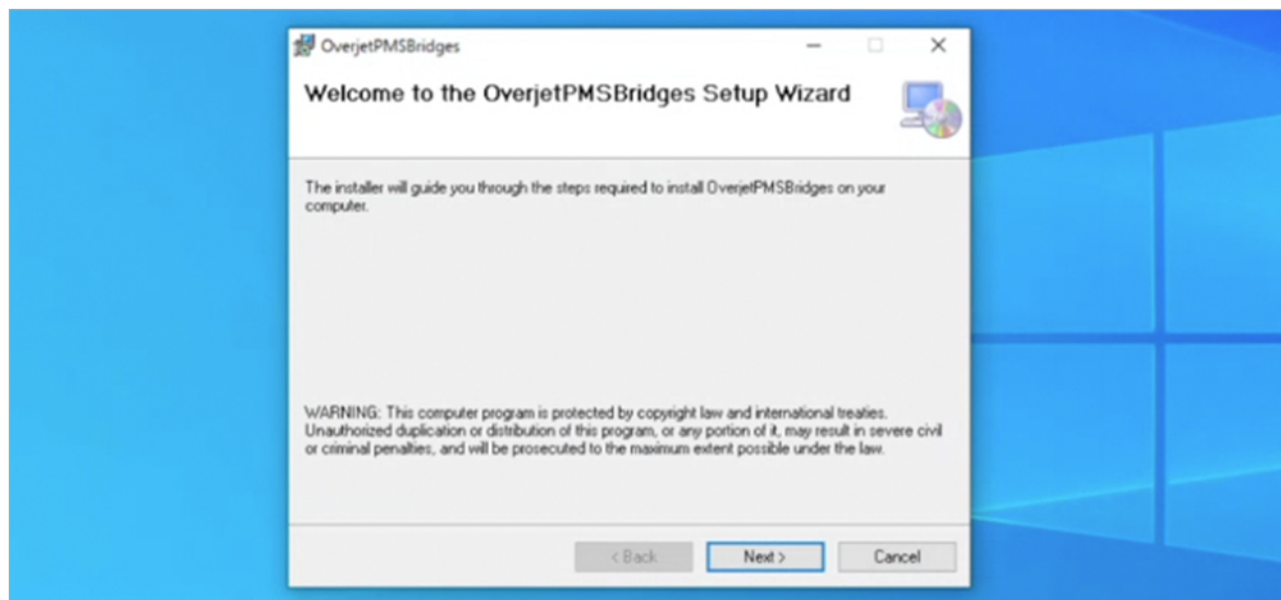 OverjetPMSBridges
Welcome to the OverjetPMSBridges Setup Wizard
The installer will guide you through the steps required to install OverjetPMSBridges on your
computer.
WARNING: This computer program is protected by copyright law and international treaties.
Unauthorized duplication or distribution of this program, or any portion of it, may result in severe civil
or criminal penalties, and will be prosecuted to the maximum extent possible under the law.
< Back
Next >
Cancel